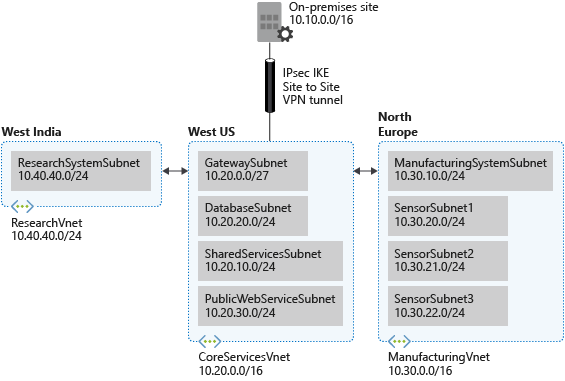 On-premises site
10.10.0.0/16
IPsec IKE
Site to Site
VPN tunnel
West India
ResearchSystemSubnet
10.40.40.0/24
ResearchVnet
10.40.40.0/24
West US
GatewaySubnet
10.20.0.0/27
DatabaseSubnet
10.20.20.0/24
SharedServicesSubnet
10.20.10.0/24
PublicWebServiceSubnet
10.20.30.0/24
CoreServicesVnet
10.20.0.0/16
North
Europe
ManufacturingSystemSubnet
10.30.10.0/24
SensorSubnet1
10.30.20.0/24
SensorSubnet2
10.30.21.0/24
SensorSubnet3
10.30.22.0/24
ManufacturingVnet
10.30.0.0/16